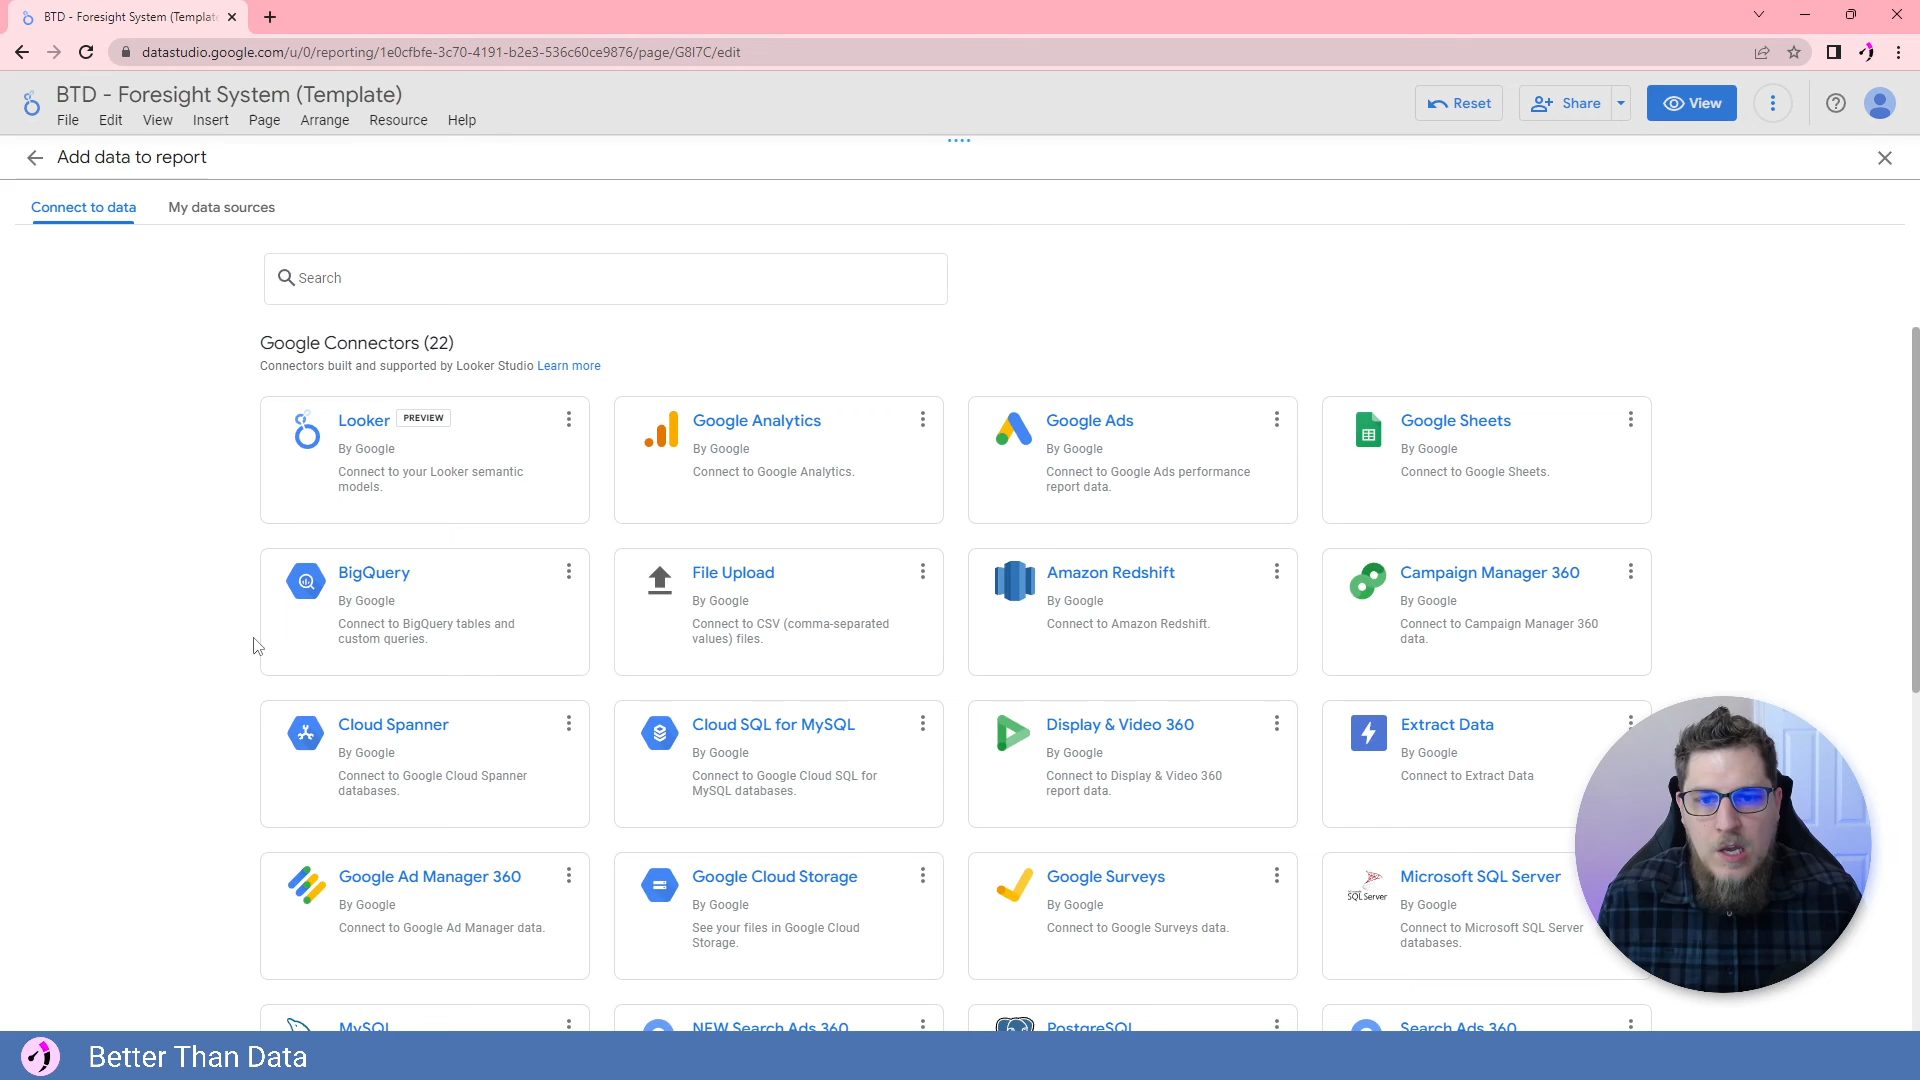 BTD - Foresight System (Templat
datastudio.google.com/u/0/reporting/1e0cfbfe-3c70-4191-b2e3-536c60ce9876/page/G8I7C/edit
BTD - Foresight System (Template)
File Edit View Insert Page Arrange Resource Help
Reset
Share
View
Add data to report
Connect to data
My data sources
Search
Google Connectors (22)
Connectors built and supported by Looker Studio Learn more
Looker PREVIEW
By Google
Connect to your Looker semantic
models.
Google Analytics
By Google
Connect to Google Analytics.
Google Ads
By Google
Connect to Google Ads performance
report data.
Google Sheets
By Google
Connect to Google Sheets.
BigQuery
By Google
Connect to BigQuery tables and
custom queries.
File Upload
By Google
Connect to CSV (comma-separated
values) files.
Amazon Redshift
By Google
Connect to Amazon Redshift.
Campaign Manager 360
By Google
Connect to Campaign Manager 360
data.
Cloud Spanner
By Google
Connect to Google Cloud Spanner
databases.
Cloud SQL for MySQL
By Google
Connect to Google Cloud SQL for
MySQL databases.
Display & Video 360
By Google
Connect to Display & Video 360
report data.
Extract Data
By Google
Connect to Extract Data
Google Ad Manager 360
By Google
Connect to Google Ad Manager data.
Google Cloud Storage
By Google
See your files in Google Cloud
Storage.
Google Surveys
By Google
Connect to Google Surveys data.
SQL Server
Microsoft SQL Server
By Google
Connect to Microsoft SQL Server
databases.
MySQL
NEW Search Ads 360
PostgreSQL
Search Ads 360
Better Than Data